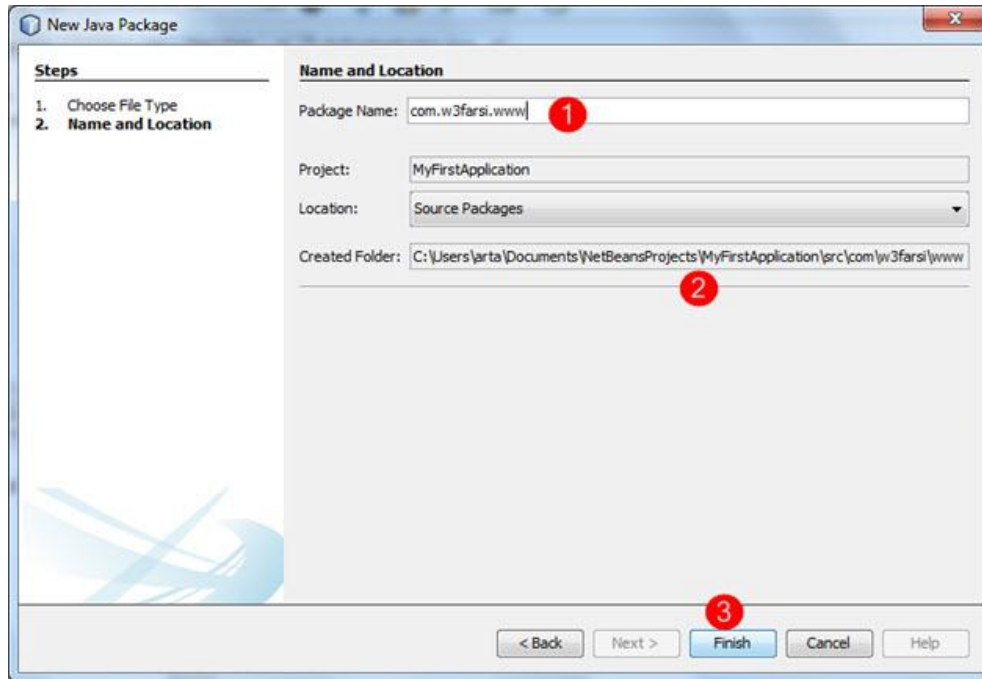 New Java Package
Steps
1. Choose File Type
2. Name and Location
Name and Location
Package Name: com.w3farsi.www 1
Project: MyFirstApplication
Location: Source Packages
Created Folder: C:\Users\arta\Documents\NetBeansProjects\MyFirstApplication\src\com\w3farsi\www
2
3
< Back Next > Finish Cancel Help